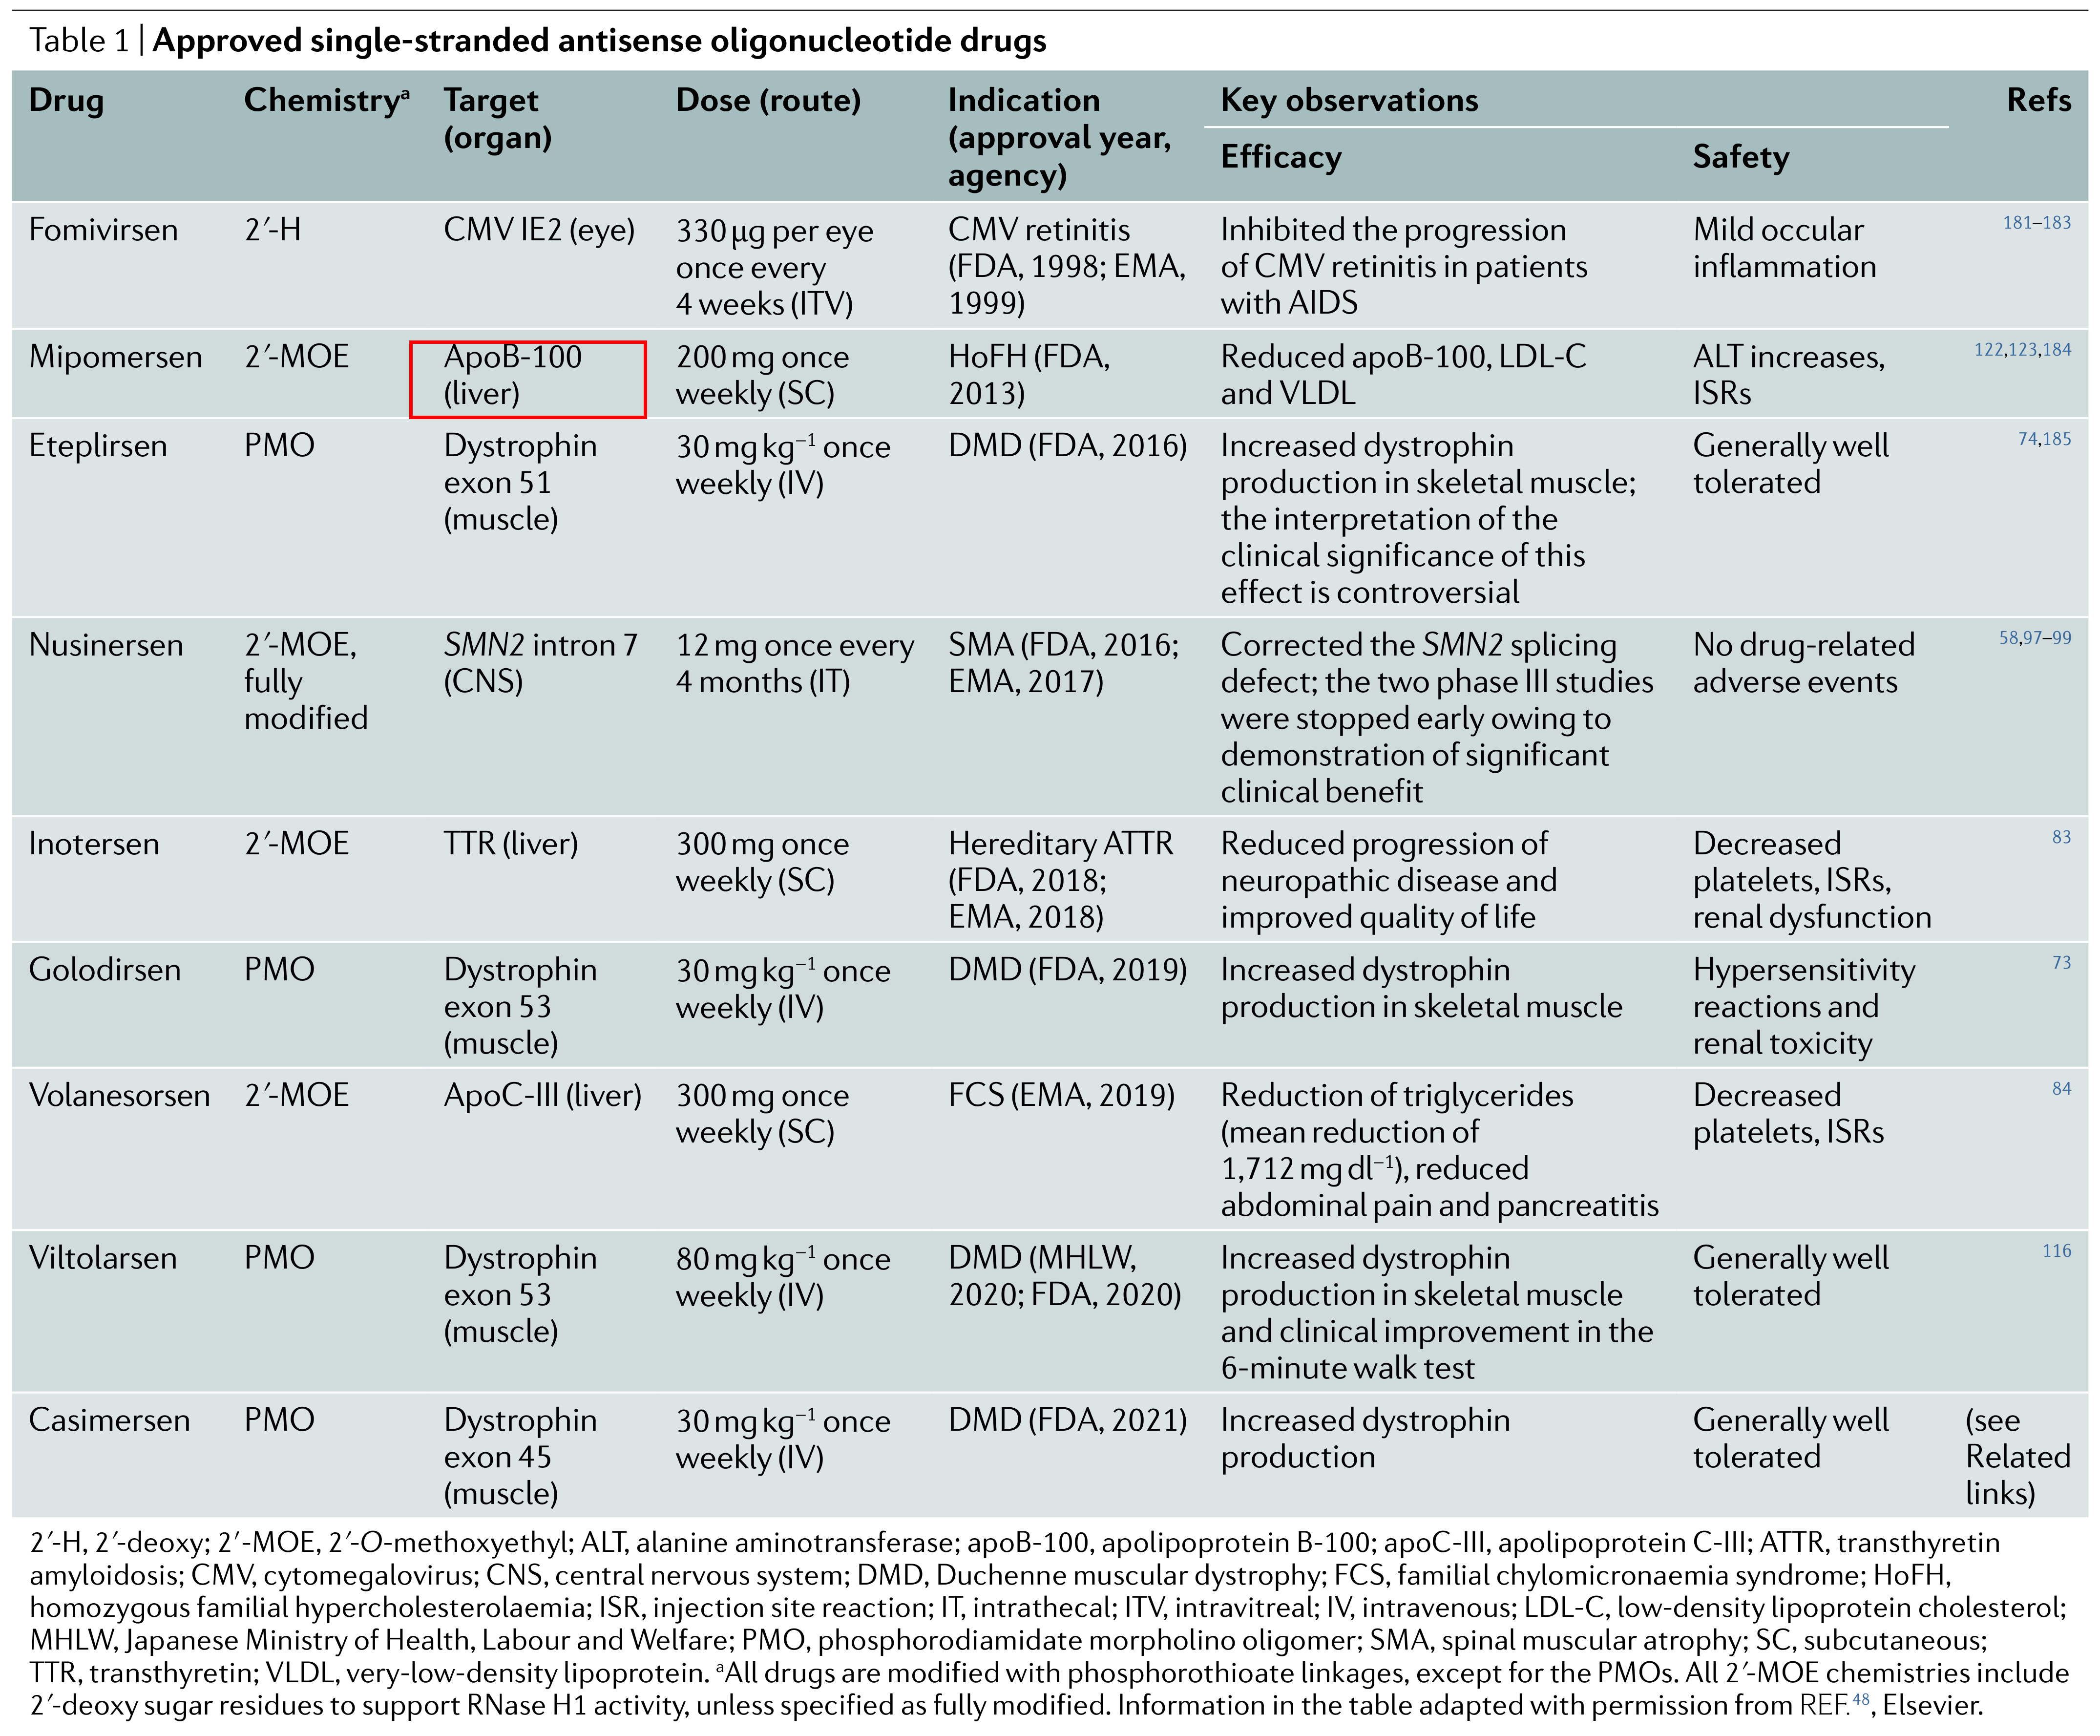 Table 1 | Approved single-stranded antisense oligonucleotide drugs
Drug
Chemistryᵃ
Target
(organ)
Dose (route)
Indication
(approval year,
agency)
Key observations
Efficacy
Safety
Refs
Fomivirsen
2′-H
CMV IE2 (eye)
330 μg per eye
once every
4 weeks (ITV)
CMV retinitis
(FDA, 1998; EMA,
1999)
Inhibited the progression
of CMV retinitis in patients
with AIDS
Mild occular
inflammation
181–183
Mipomersen
2′-MOE
ApoB-100
(liver)
200 mg once
weekly (SC)
HoFH (FDA,
2013)
Reduced apoB-100, LDL-C
and VLDL
ALT increases,
ISRs
122,123,184
Eteplirsen
PMO
Dystrophin
exon 51
(muscle)
30 mg kg⁻¹ once
weekly (IV)
DMD (FDA, 2016)
Increased dystrophin
production in skeletal muscle;
the interpretation of the
clinical significance of this
effect is controversial
Generally well
tolerated
74,185
Nusinersen
2′-MOE,
fully
modified
SMN2 intron 7
(CNS)
12 mg once every
4 months (IT)
SMA (FDA, 2016;
EMA, 2017)
Corrected the SMN2 splicing
defect; the two phase III studies
were stopped early owing to
demonstration of significant
clinical benefit
No drug-related
adverse events
58,97–99
Inotersen
2′-MOE
TTR (liver)
300 mg once
weekly (SC)
Hereditary ATTR
(FDA, 2018;
EMA, 2018)
Reduced progression of
neuropathic disease and
improved quality of life
Decreased
platelets, ISRs,
renal dysfunction
83
Golodirsen
PMO
Dystrophin
exon 53
(muscle)
30 mg kg⁻¹ once
weekly (IV)
DMD (FDA, 2019)
Increased dystrophin
production in skeletal muscle
Hypersensitivity
reactions and
renal toxicity
73
Volanesorsen
2′-MOE
ApoC-III (liver)
300 mg once
weekly (SC)
FCS (EMA, 2019)
Reduction of triglycerides
(mean reduction of
1,712 mg dl⁻¹), reduced
abdominal pain and pancreatitis
Decreased
platelets, ISRs
84
Viltolarsen
PMO
Dystrophin
exon 53
(muscle)
80 mg kg⁻¹ once
weekly (IV)
DMD (MHLW,
2020; FDA, 2020)
Increased dystrophin
production in skeletal muscle
and clinical improvement in the
6-minute walk test
Generally well
tolerated
116
Casimersen
PMO
Dystrophin
exon 45
(muscle)
30 mg kg⁻¹ once
weekly (IV)
DMD (FDA, 2021)
Increased dystrophin
production
Generally well
tolerated
(see
Related
links)
2′-H, 2′-deoxy; 2′-MOE, 2′-O-methoxyethyl; ALT, alanine aminotransferase; apoB-100, apolipoprotein B-100; apoC-III, apolipoprotein C-III; ATTR, transthyretin
amyloidosis; CMV, cytomegalovirus; CNS, central nervous system; DMD, Duchenne muscular dystrophy; FCS, familial chylomicronaemia syndrome; HoFH,
homozygous familial hypercholesterolaemia; ISR, injection site reaction; IT, intrathecal; ITV, intravitreal; IV, intravenous; LDL-C, low-density lipoprotein cholesterol;
MHLW, Japanese Ministry of Health, Labour and Welfare; PMO, phosphorodiamidate morpholino oligomer; SMA, spinal muscular atrophy; SC, subcutaneous;
TTR, transthyretin; VLDL, very-low-density lipoprotein. ᵃAll drugs are modified with phosphorothioate linkages, except for the PMOs. All 2′-MOE chemistries include
2′-deoxy sugar residues to support RNase H1 activity, unless specified as fully modified. Information in the table adapted with permission from REF.⁴⁸, Elsevier.